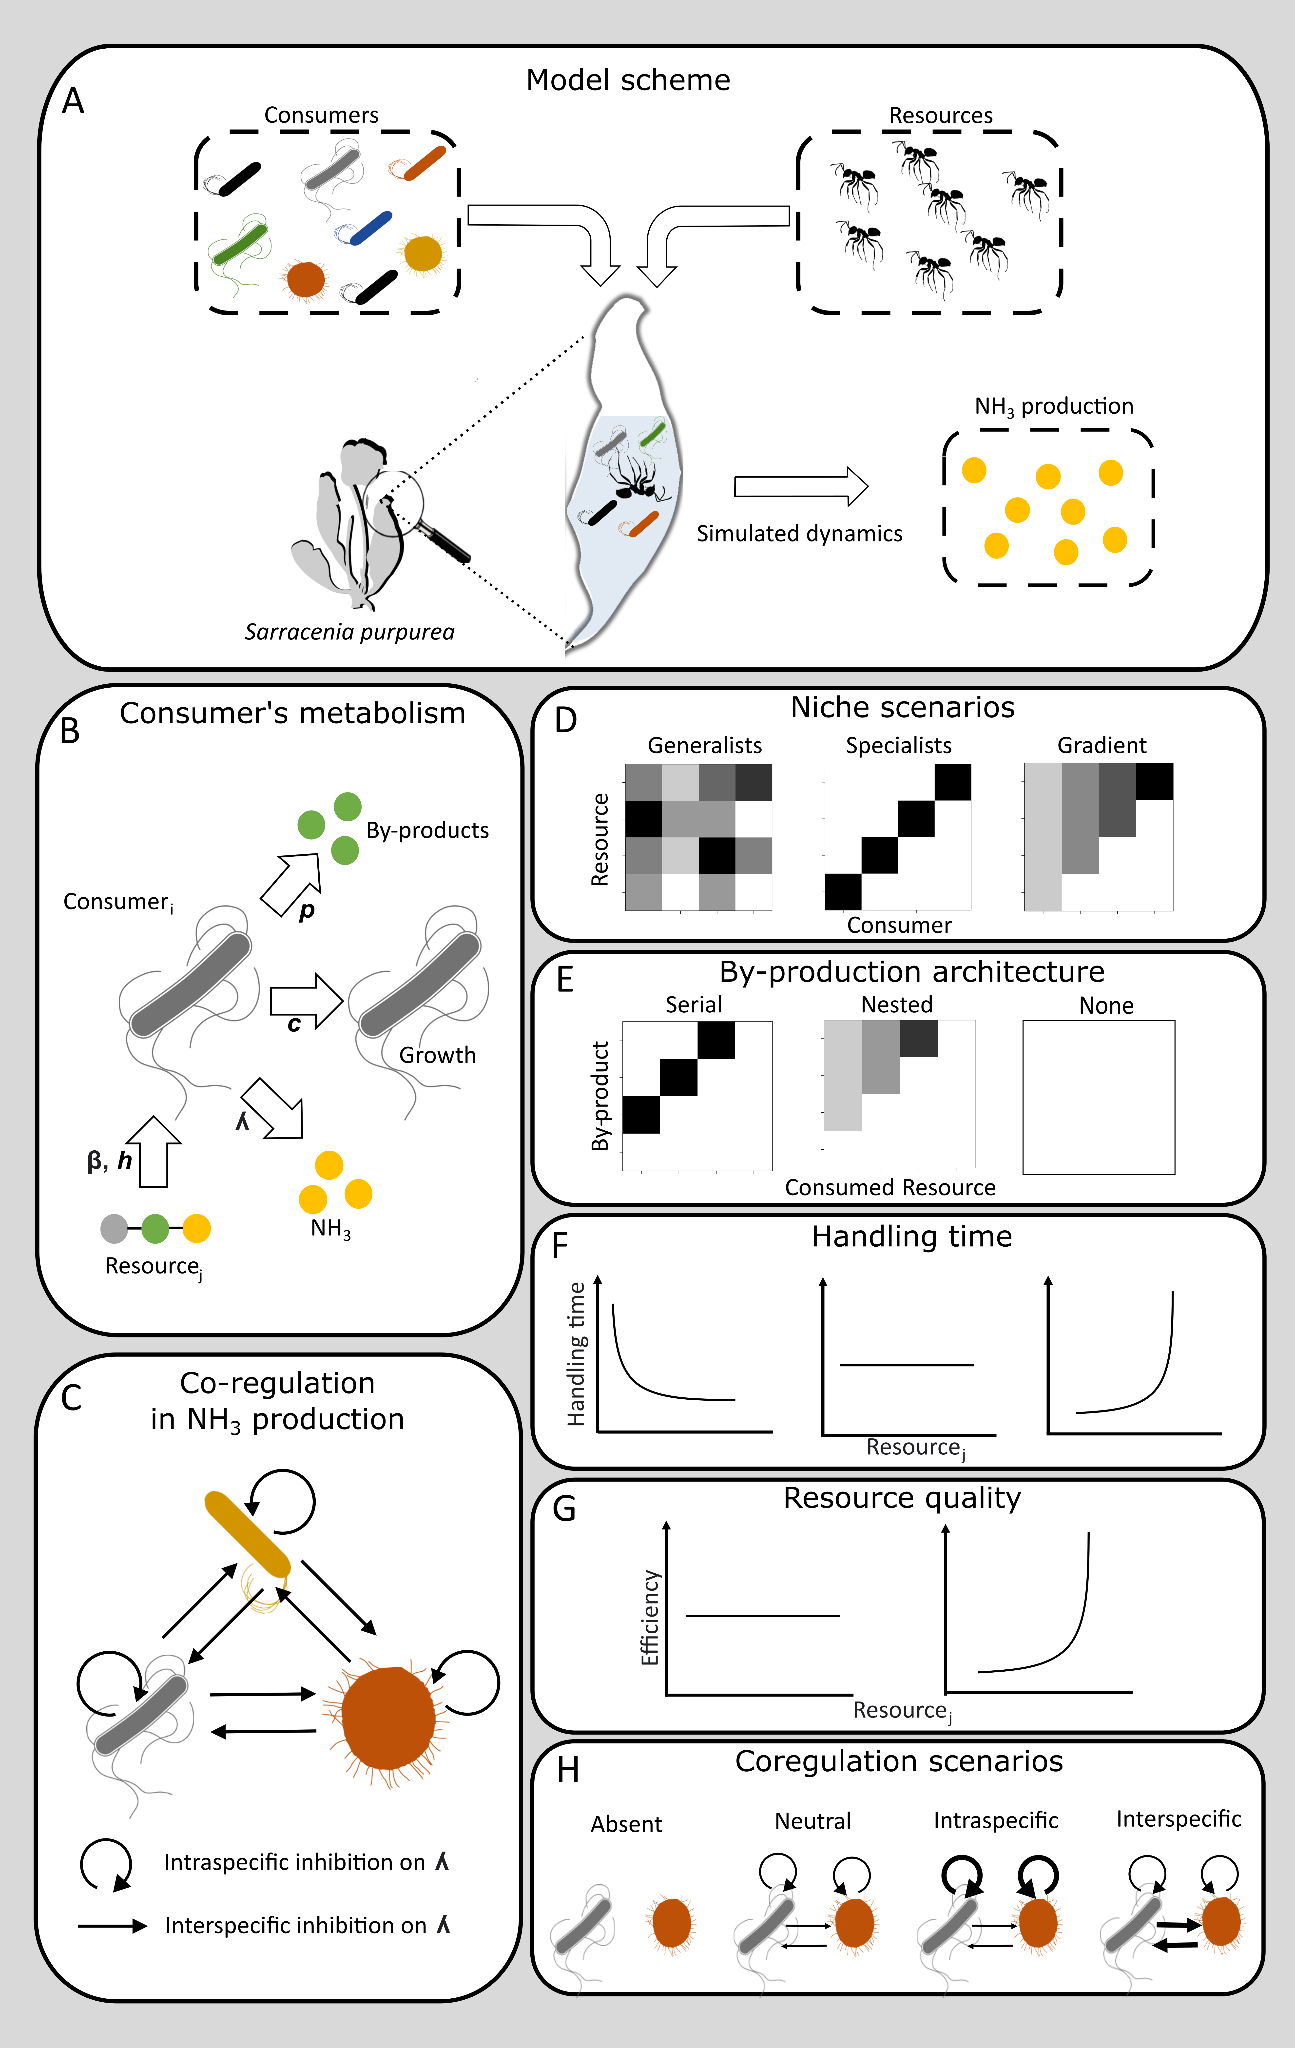 A
Model scheme
Consumers
Resources
NH₃ production
Simulated dynamics
Sarracenia purpurea
B
Consumer's metabolism
By-products
Consumerᵢ
p
c
Growth
ʎ
β, h
NH₃
Resourceⱼ
C
Co-regulation
in NH₃ production
Intraspecific inhibition on ʎ
Interspecific inhibition on ʎ
D
Niche scenarios
Generalists
Specialists
Gradient
Resource
Consumer
E
By-production architecture
Serial
Nested
None
By-product
Consumed Resource
F
Handling time
Handling time
Resourceⱼ
G
Resource quality
Efficiency
Resourceⱼ
H
Coregulation scenarios
Absent
Neutral
Intraspecific
Interspecific